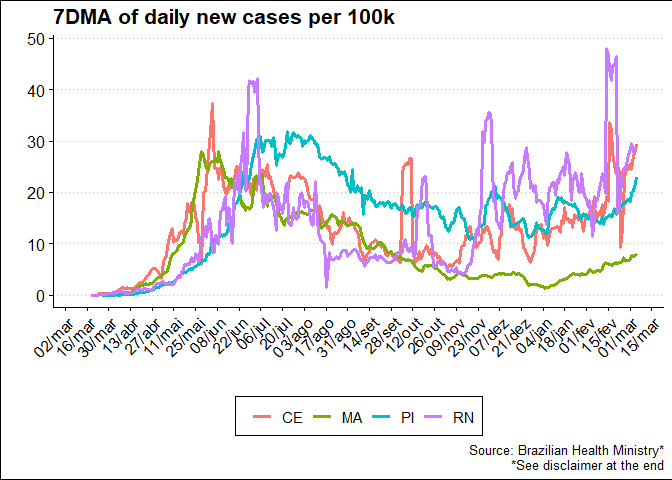 7DMA of daily new cases per 100k
50
40
30
20
10
0
02/mar
16/mar
30/mar
13/abr
27/abr
11/mai
25/mai
08/jun
22/jun
06/jul
20/jul
03/ago
17/ago
31/ago
14/set
28/set
12/out
26/out
09/nov
23/nov
07/dez
21/dez
04/jan
18/jan
01/fev
15/fev
01/mar
15/mar
CE MA PI RN
Source: Brazilian Health Ministry*
*See disclaimer at the end